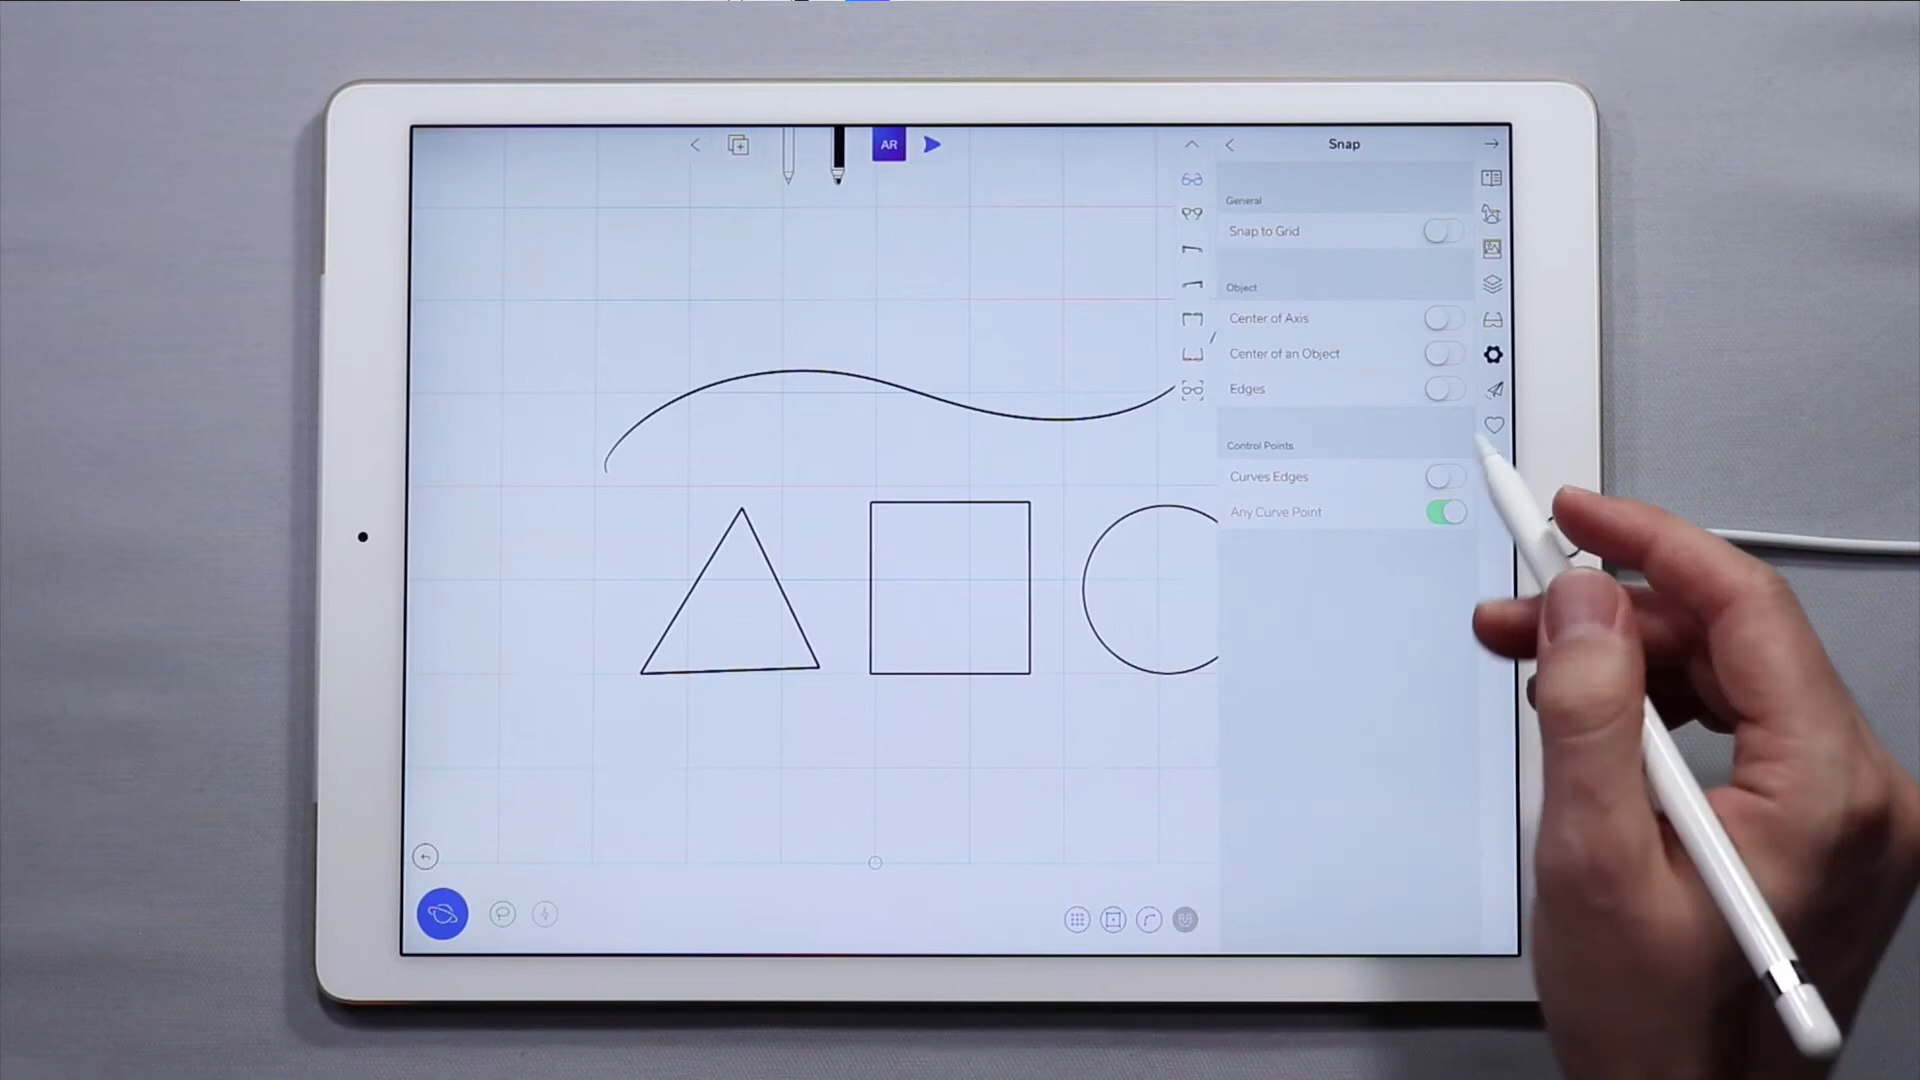 AR
Snap
General
Snap to Grid
Object
Center of Axis
Center of an Object
Edges
Control Points
Curves Edges
Any Curve Point